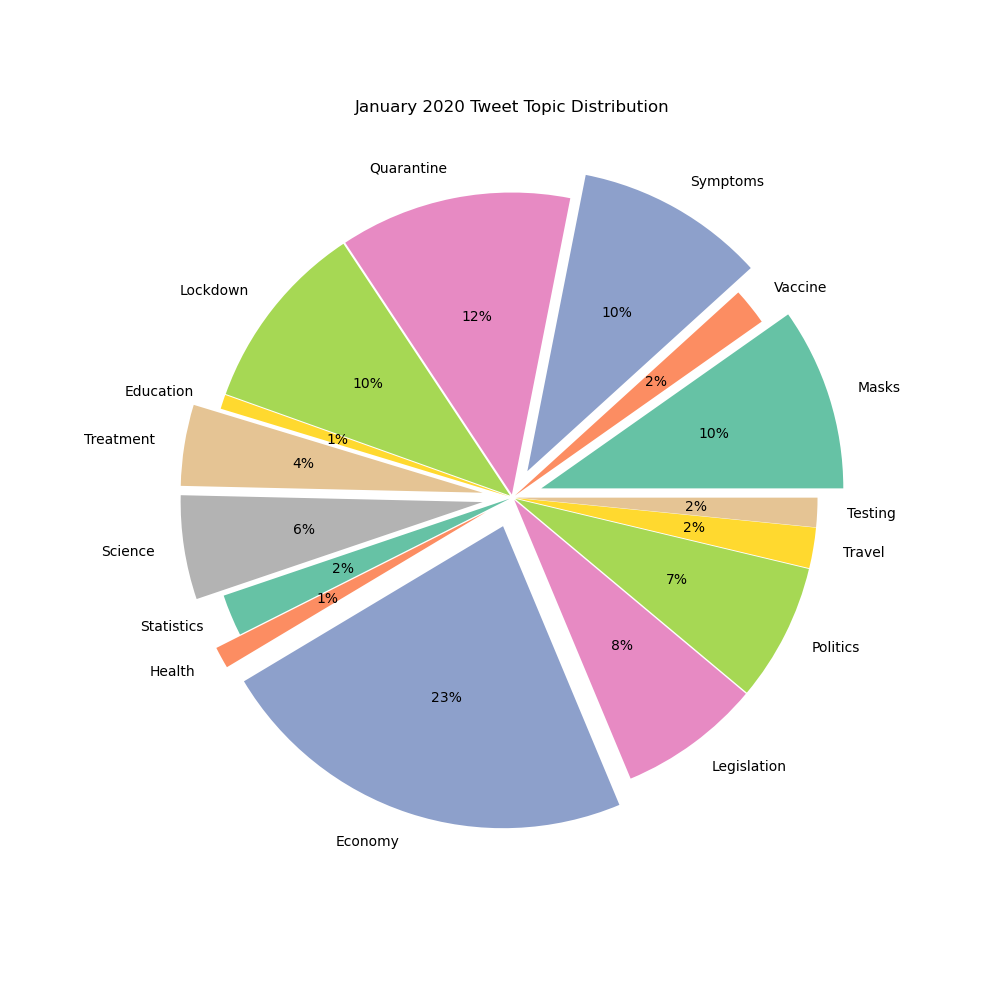 January 2020 Tweet Topic Distribution
Quarantine
Symptoms
Lockdown
Vaccine
12%
10%
Education
10%
2%
Masks
Treatment
1%
10%
4%
Science
6%
2%
Testing
2%
Travel
2%
1%
7%
Statistics
Health
8%
Politics
23%
Legislation
Economy